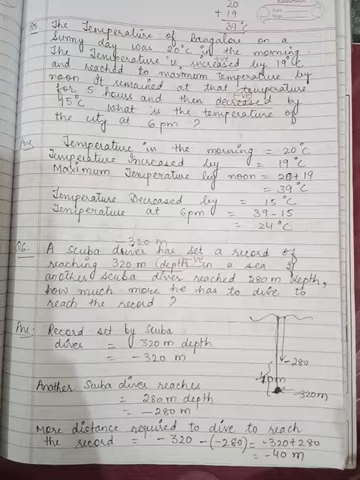 20
+ 19
39°C
Q5 The Temperature of Bangalore on a
Sunny day was 20°C in the morning
The Temperature is increased by 19°C
and reached to maximum temperature by
noon It remained at that temperature
for 5 hours and then decreased by
15°C What is the temperature of
the city at 6pm ?
Ans Temperature in the morning = 20°C
Temperature Increased by = 19°C
Maximum Temperature by noon = 20+19
= 39°C
Temperature Decreased by = 15°C
Temperature at 6pm = 39-15
= 24°C
320m
Q6 A Scuba driver has set a record of
reaching 320 m (depth -ve in a sea if
another scuba diver reached 280 m depth,
how much more he has to dive to
reach the record ?
Ans: Record set by Scuba
diver = 320 m depth
= -320 m
-280
-40m
-320m
Another Scuba diver reaches
= 280 m depth
= -280 m
More distance required to dive to reach
the record = -320 -(-280) = -320+280
= -40 m